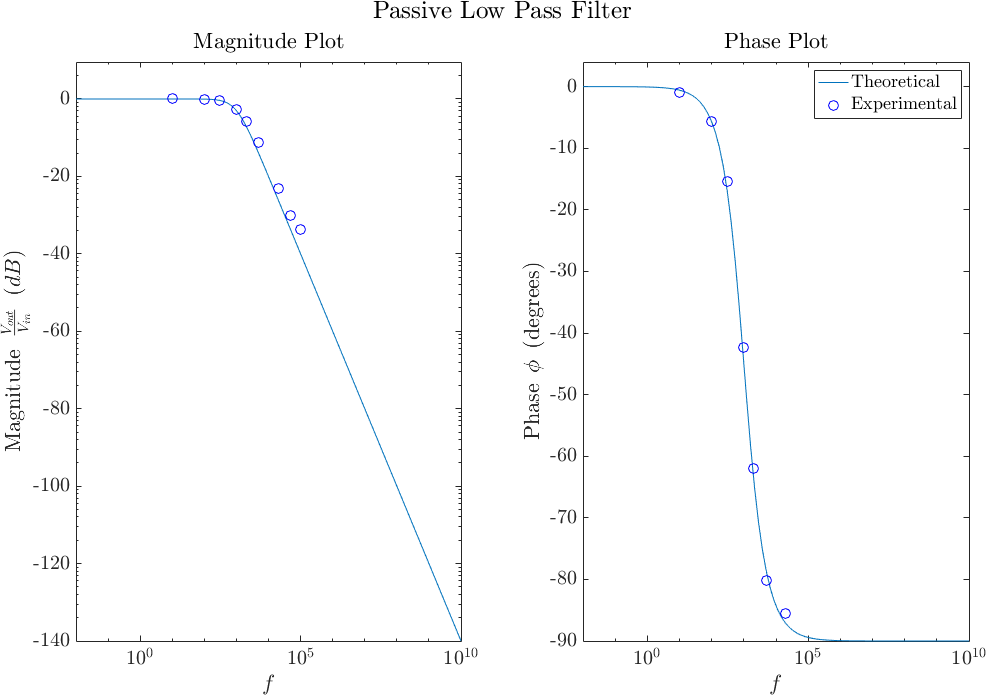 Passive Low Pass Filter
Magnitude Plot
0
-20
-40
-60
-80
-100
-120
-140
10^0
10^5
10^10
f
Magnitude V_out/V_in (dB)
Phase Plot
Theoretical
Experimental
0
-10
-20
-30
-40
-50
-60
-70
-80
-90
10^0
10^5
10^10
f
Phase ϕ (degrees)